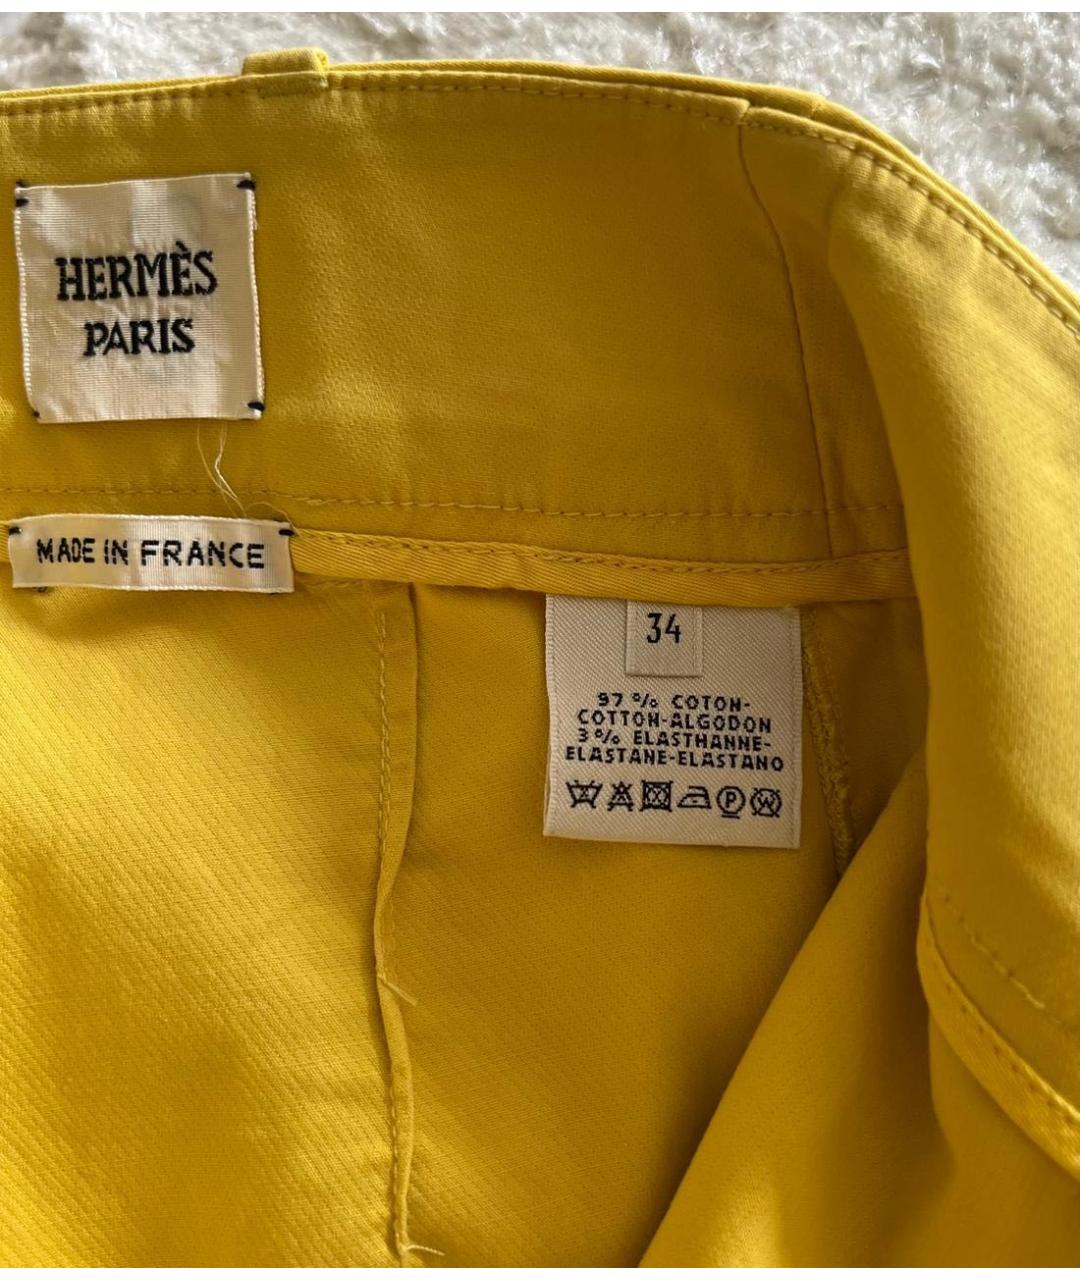 HERMÈS
PARIS
MADE IN FRANCE
34
97 % COTON-
COTTON-ALGODON
3 % ELASTHANNE-
ELASTANE-ELASTANO
P
W